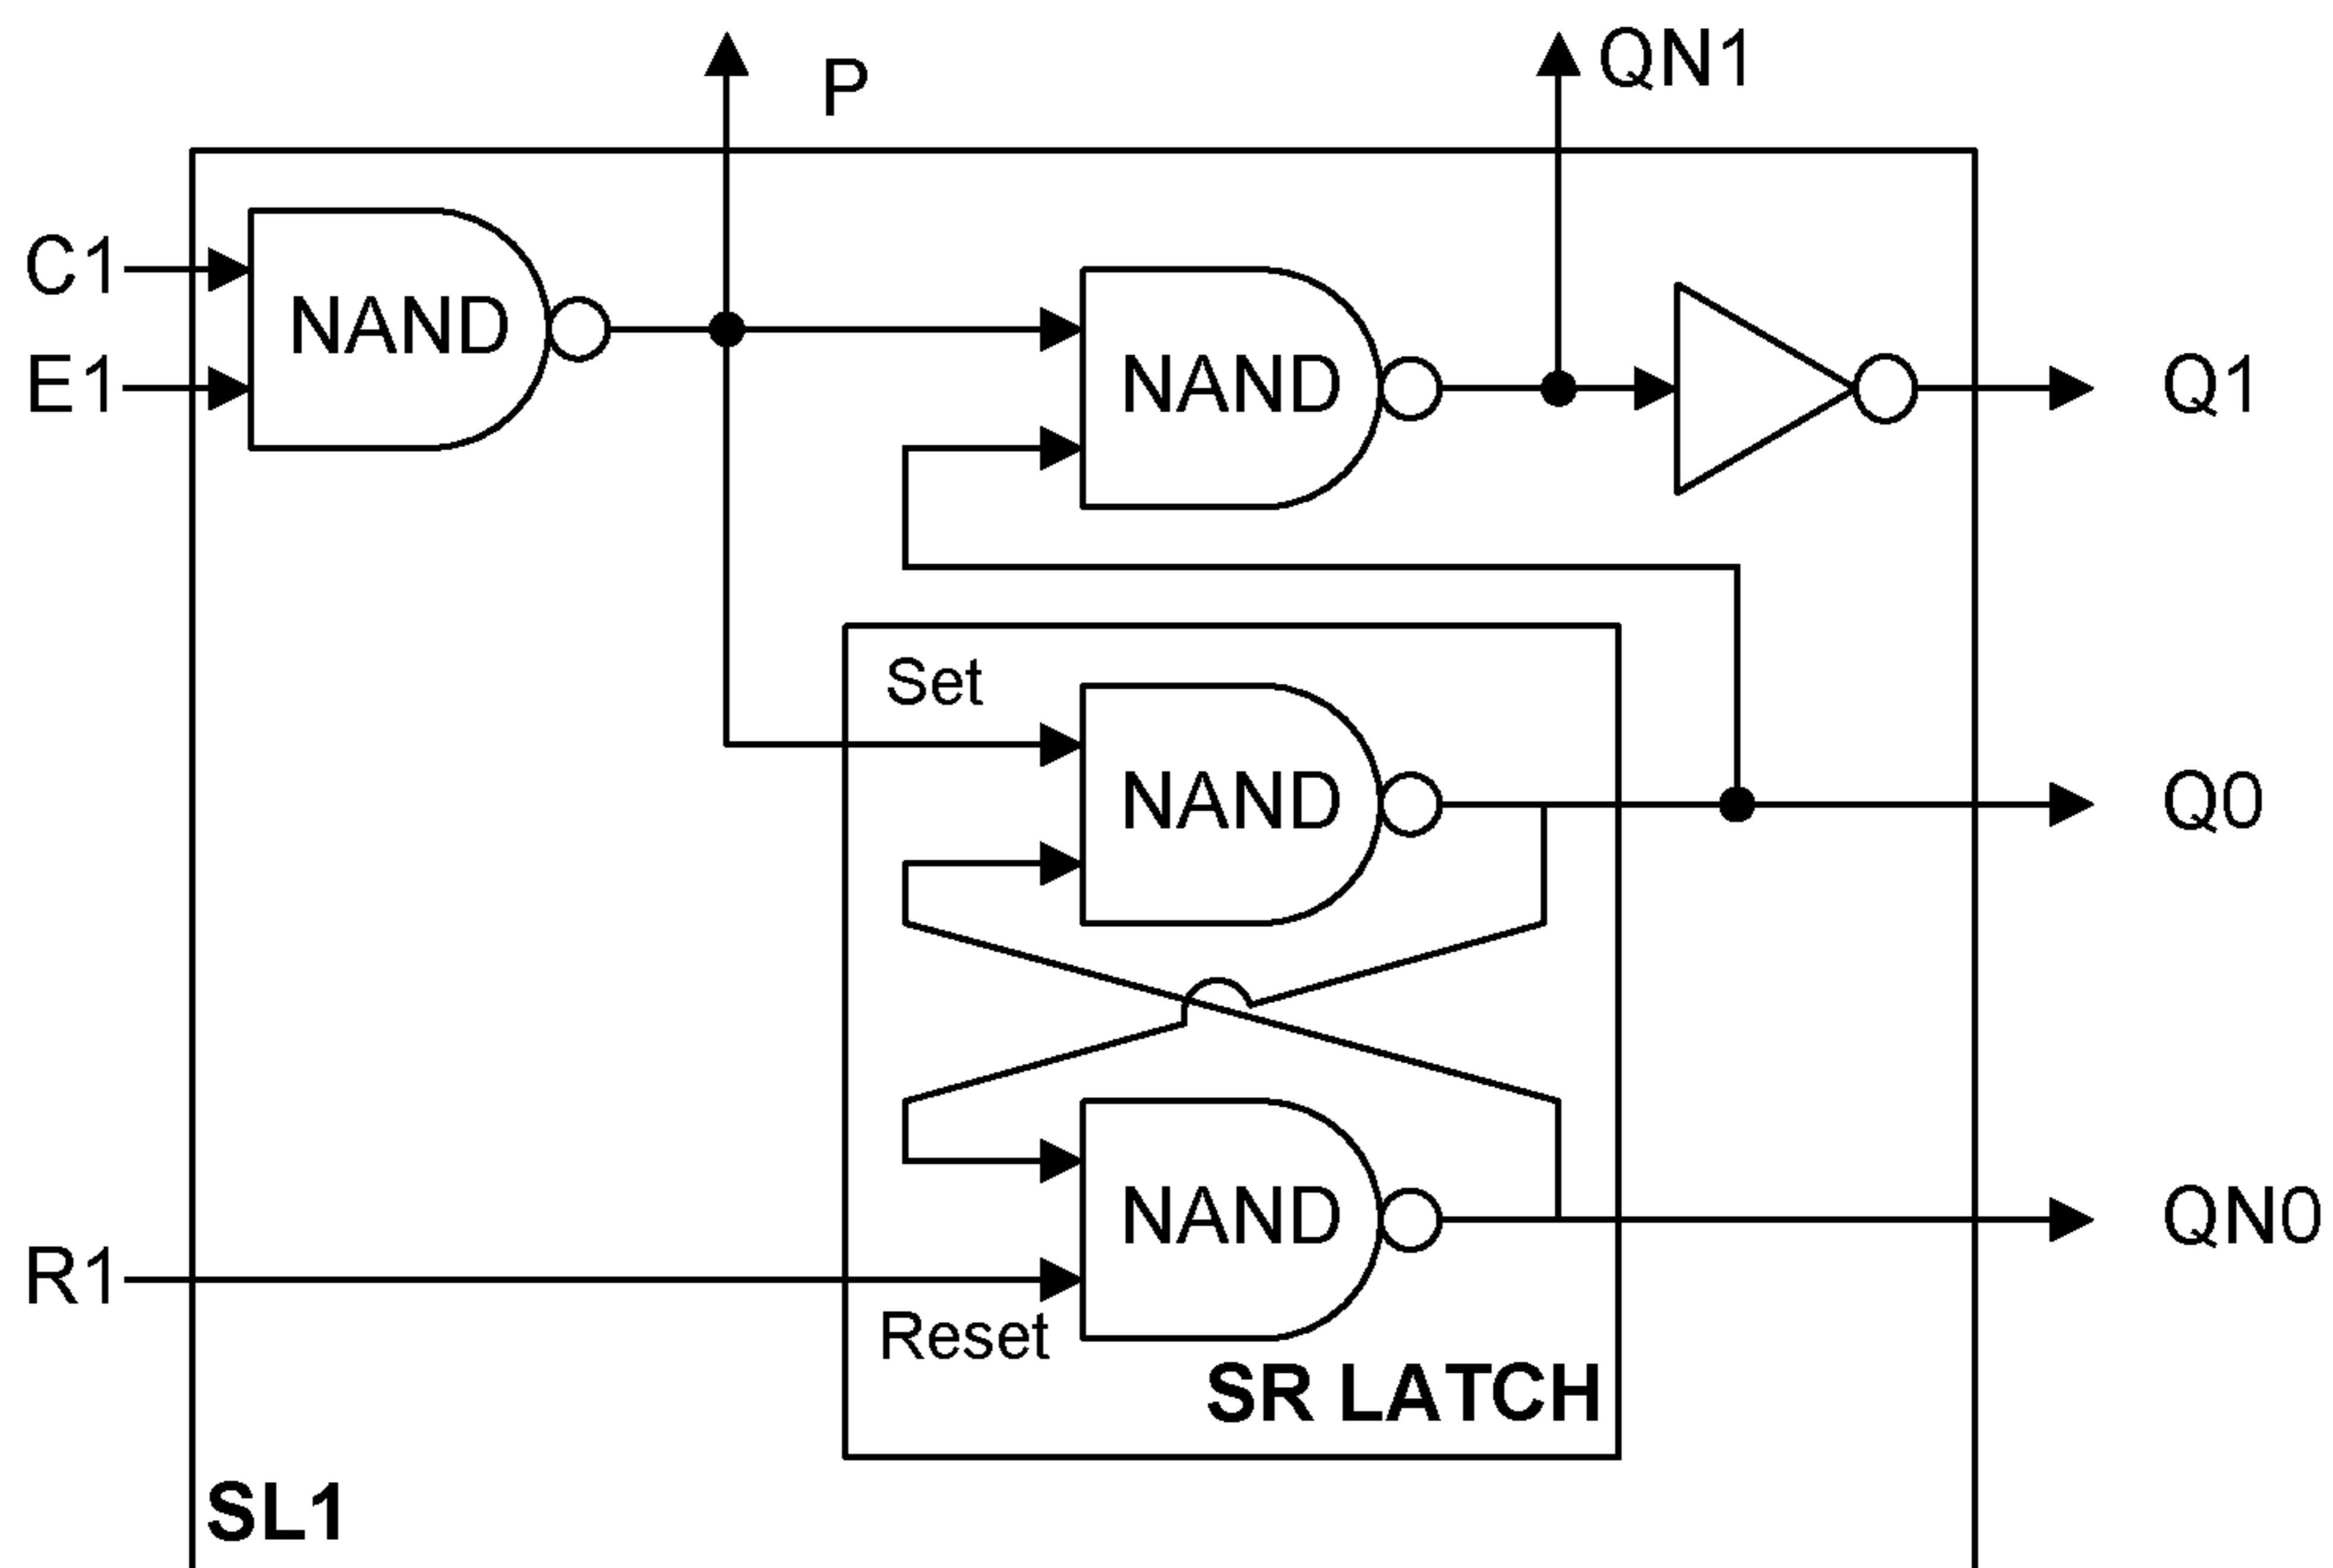 P
QN1
C1
NAND
E1
NAND
Q1
Set
NAND
Q0
NAND
QN0
R1
Reset
SR LATCH
SL1